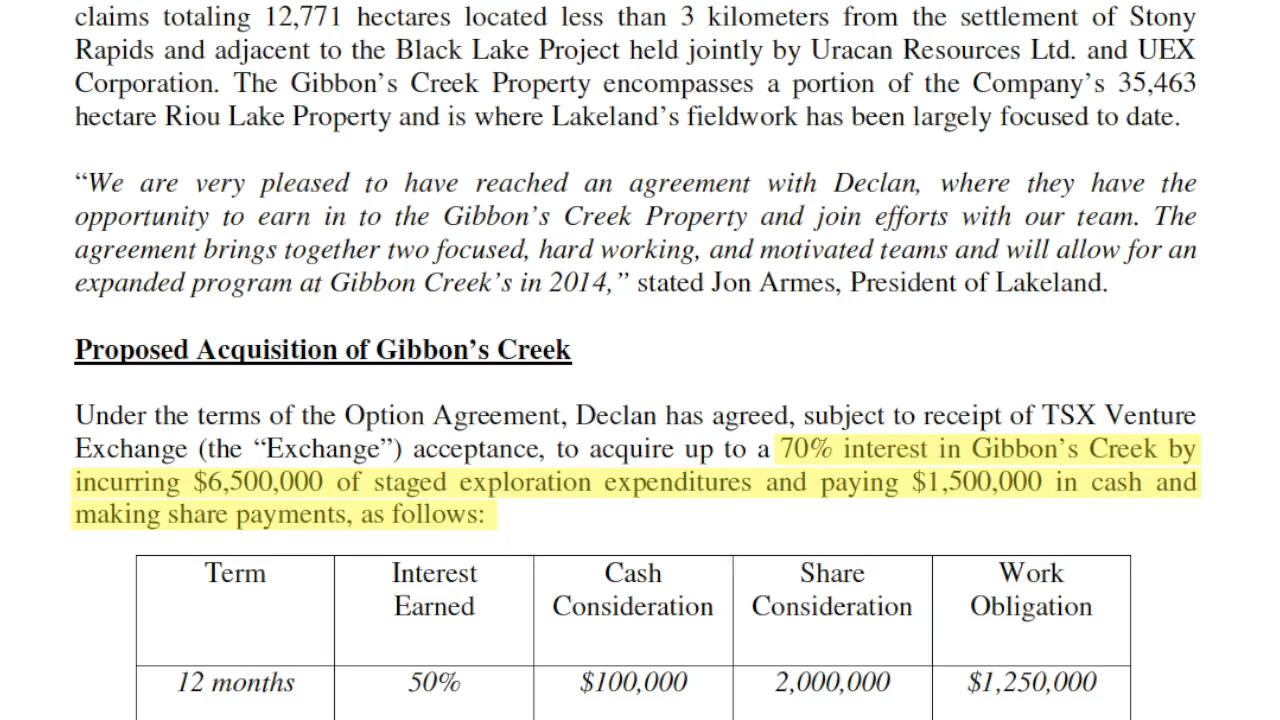 claims totaling 12,771 hectares located less than 3 kilometers from the settlement of Stony
Rapids and adjacent to the Black Lake Project held jointly by Uracan Resources Ltd. and UEX
Corporation. The Gibbon’s Creek Property encompasses a portion of the Company’s 35,463
hectare Riou Lake Property and is where Lakeland’s fieldwork has been largely focused to date.
“We are very pleased to have reached an agreement with Declan, where they have the
opportunity to earn in to the Gibbon’s Creek Property and join efforts with our team. The
agreement brings together two focused, hard working, and motivated teams and will allow for an
expanded program at Gibbon Creek’s in 2014,” stated Jon Armes, President of Lakeland.
Proposed Acquisition of Gibbon’s Creek
Under the terms of the Option Agreement, Declan has agreed, subject to receipt of TSX Venture
Exchange (the “Exchange”) acceptance, to acquire up to a 70% interest in Gibbon’s Creek by
incurring $6,500,000 of staged exploration expenditures and paying $1,500,000 in cash and
making share payments, as follows:
Term Interest Cash Share Work
Earned Consideration Consideration Obligation
12 months 50% $100,000 2,000,000 $1,250,000